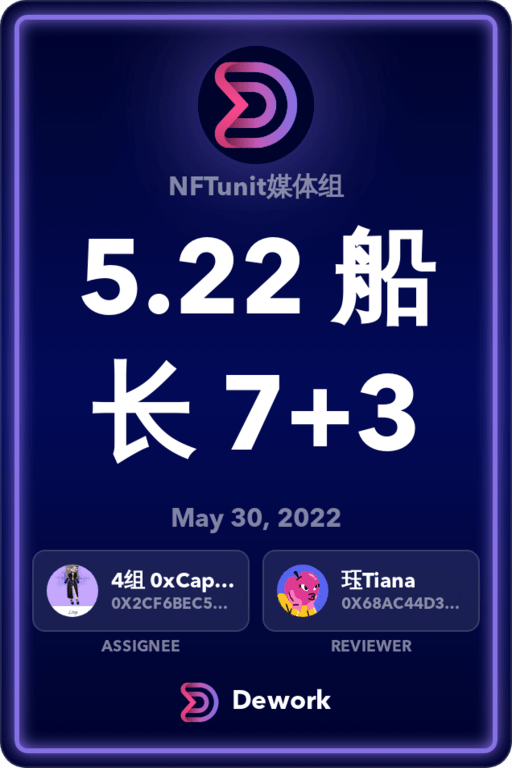 NFTunit媒体组
5.22 船
长 7+3
May 30, 2022
4组 0xCap...
0X2CF6BEC5...
ASSIGNEE
珏Tiana
0X68AC44D3...
REVIEWER
Dework